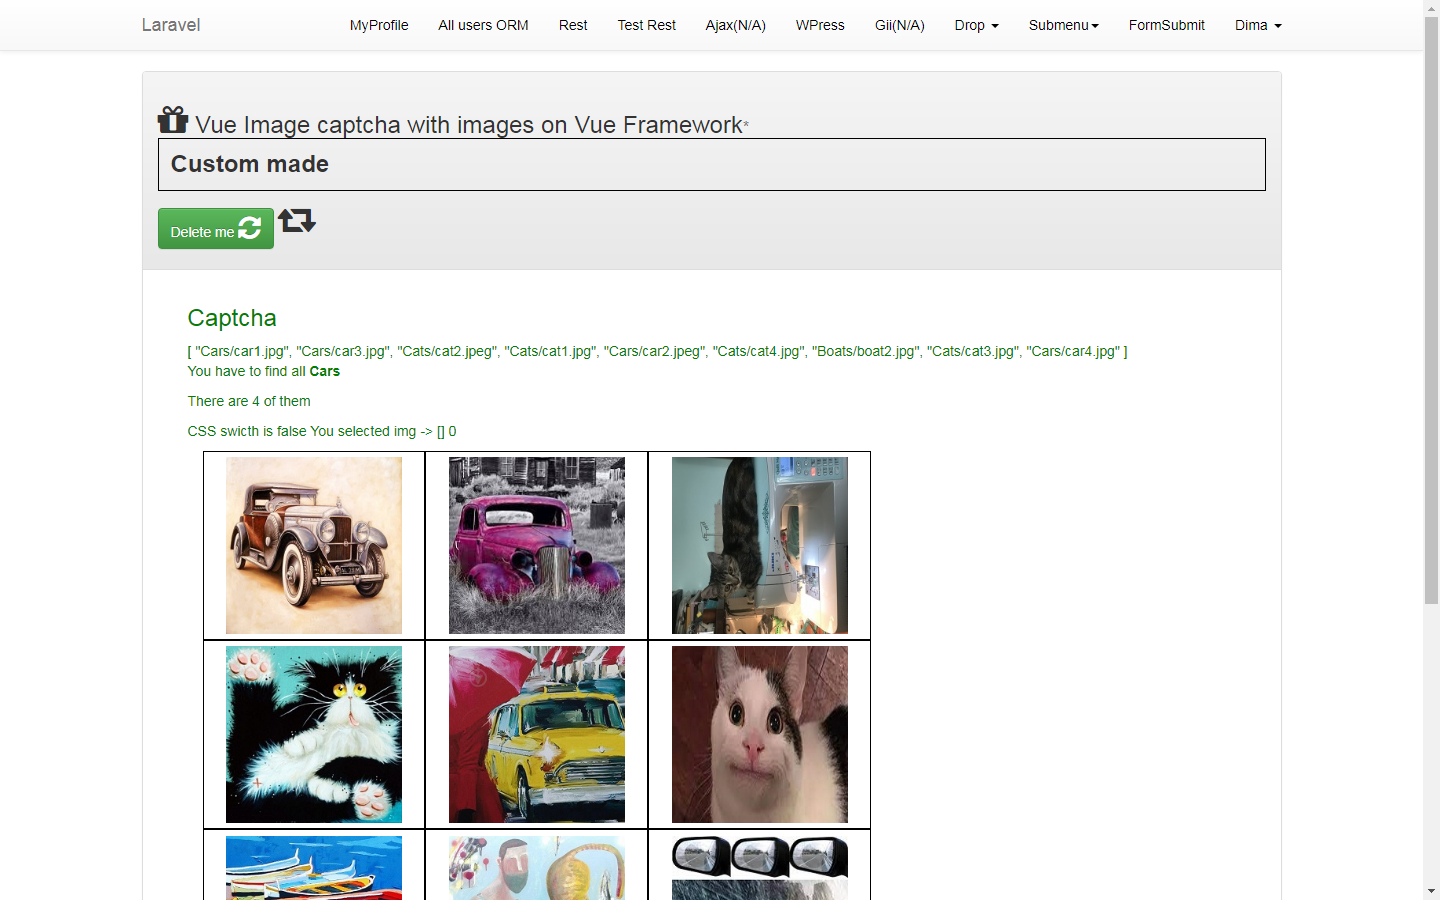 Laravel MyProfile All users ORM Rest Test Rest Ajax(N/A) WPress Gii(N/A) Drop Submenu FormSubmit Dima
Vue Image captcha with images on Vue Framework*
Custom made
Delete me
Captcha
[ "Cars/car1.jpg", "Cars/car3.jpg", "Cats/cat2.jpeg", "Cats/cat1.jpg", "Cars/car2.jpeg", "Cats/cat4.jpg", "Boats/boat2.jpg", "Cats/cat3.jpg", "Cars/car4.jpg" ]
You have to find all Cars
There are 4 of them
CSS swicth is false You selected img -> [] 0